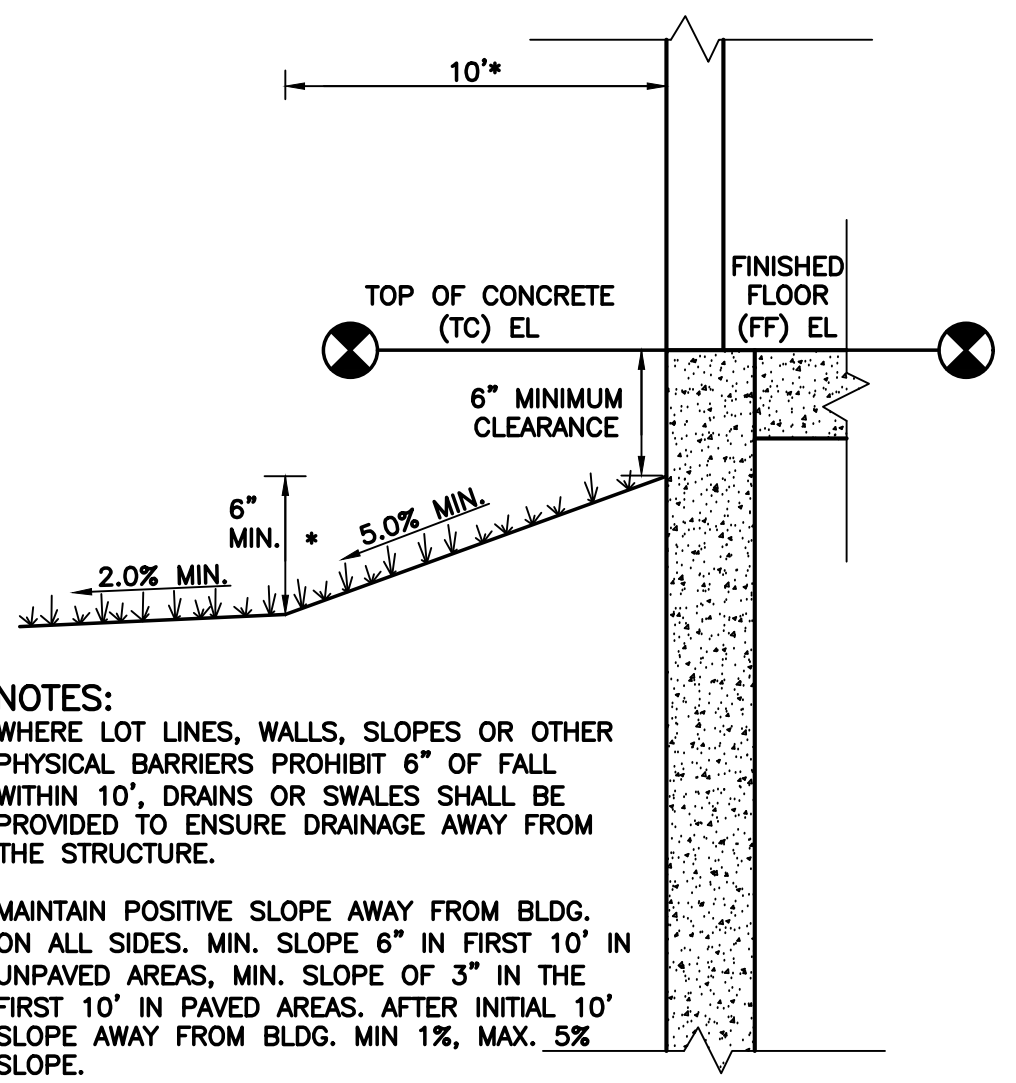 10'*
FINISHED
FLOOR
(FF) EL
TOP OF CONCRETE
(TC) EL
6" MINIMUM
CLEARANCE
6"
MIN. *
5.0% MIN.
2.0% MIN.
NOTES:
WHERE LOT LINES, WALLS, SLOPES OR OTHER
PHYSICAL BARRIERS PROHIBIT 6" OF FALL
WITHIN 10', DRAINS OR SWALES SHALL BE
PROVIDED TO ENSURE DRAINAGE AWAY FROM
THE STRUCTURE.
MAINTAIN POSITIVE SLOPE AWAY FROM BLDG.
ON ALL SIDES. MIN. SLOPE 6" IN FIRST 10' IN
UNPAVED AREAS, MIN. SLOPE OF 3" IN THE
FIRST 10' IN PAVED AREAS. AFTER INITIAL 10'
SLOPE AWAY FROM BLDG. MIN 1%, MAX. 5%
SLOPE.